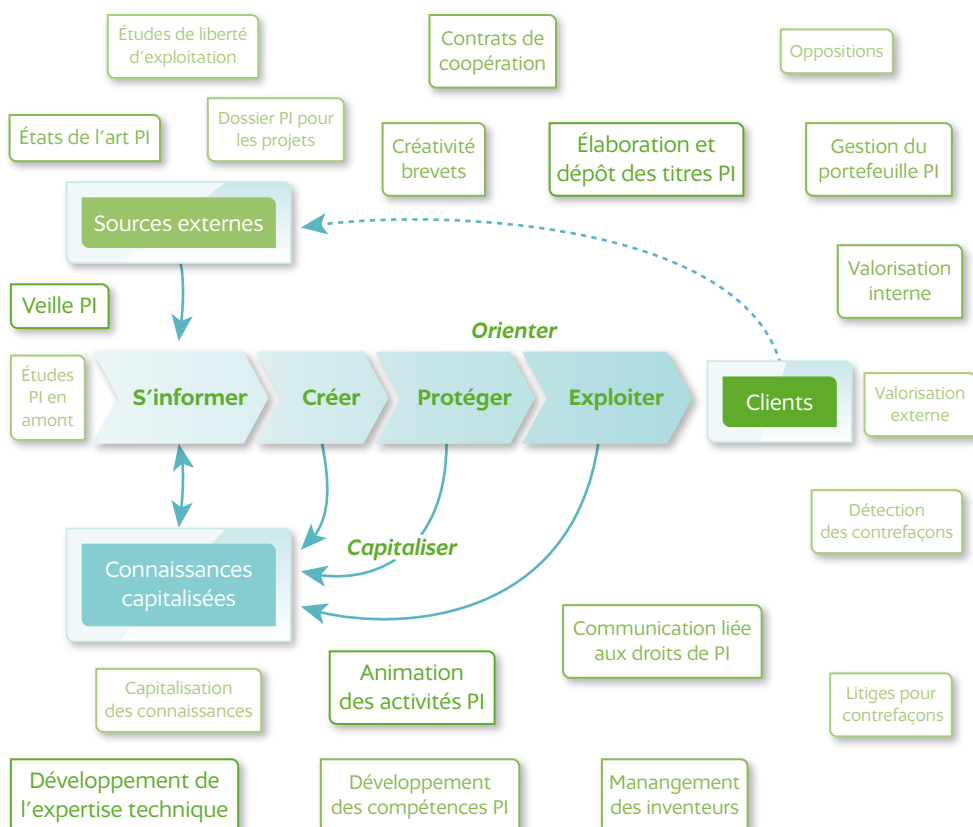 Études de liberté
d'exploitation
Contrats de
coopération
Oppositions
États de l'art PI
Dossier PI pour
les projets
Créativité
brevets
Élaboration et
dépôt des titres PI
Gestion du
portefeuille PI
Sources externes
Valorisation
interne
Veille PI
Orienter
Études
PI en
amont
S'informer
Créer
Protéger
Exploiter
Clients
Valorisation
externe
Détection
des contrefaçons
Capitaliser
Connaissances
capitalisées
Communication liée
aux droits de PI
Animation
des activités PI
Capitalisation
des connaissances
Litiges pour
contrefaçons
Développement de
l'expertise technique
Développement
des compétences PI
Manangement
des inventeurs